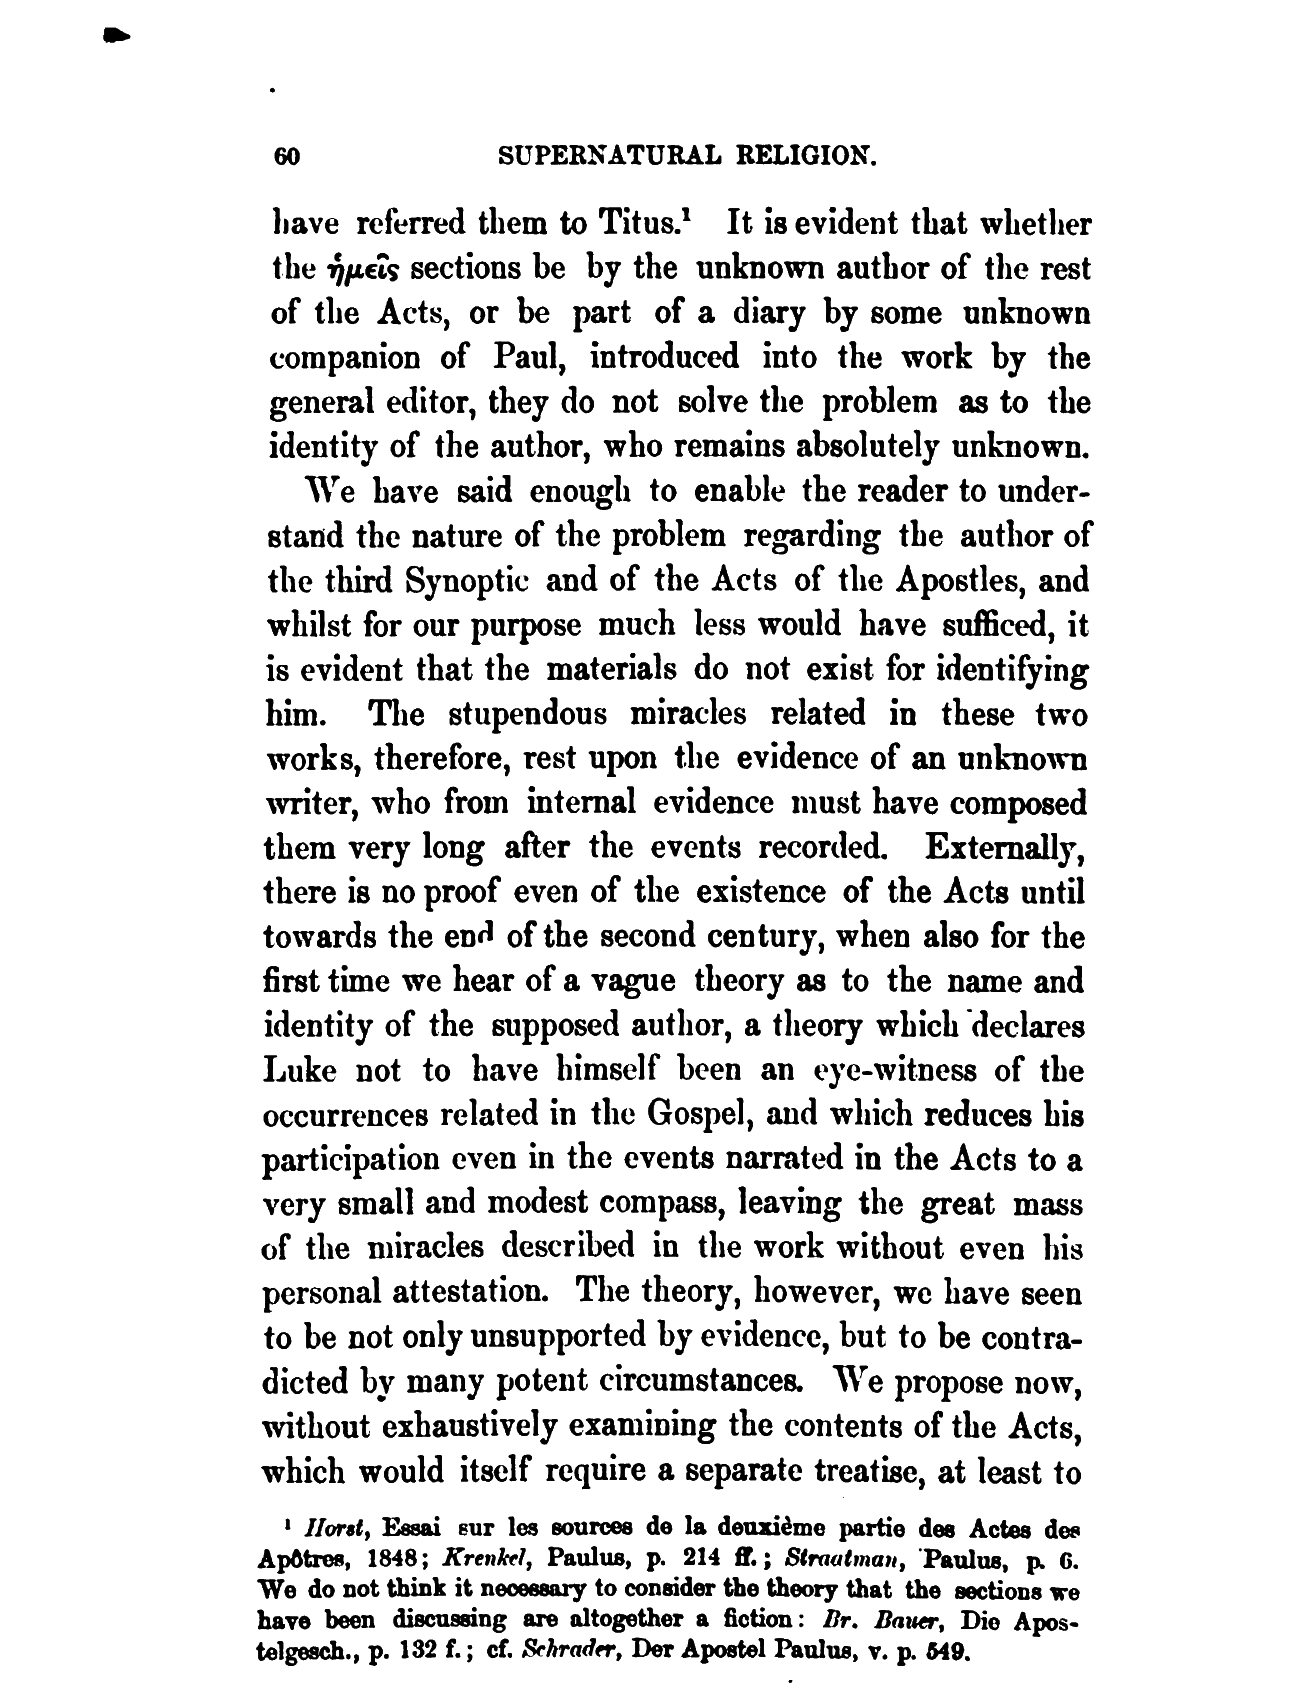 60 SUPERNATURAL RELIGION.
have referred them to Titus.¹ It is evident that whether
the ἡμεῖς sections be by the unknown author of the rest
of the Acts, or be part of a diary by some unknown
companion of Paul, introduced into the work by the
general editor, they do not solve the problem as to the
identity of the author, who remains absolutely unknown.
We have said enough to enable the reader to under-
stand the nature of the problem regarding the author of
the third Synoptic and of the Acts of the Apostles, and
whilst for our purpose much less would have sufficed, it
is evident that the materials do not exist for identifying
him. The stupendous miracles related in these two
works, therefore, rest upon the evidence of an unknown
writer, who from internal evidence must have composed
them very long after the events recorded. Externally,
there is no proof even of the existence of the Acts until
towards the end of the second century, when also for the
first time we hear of a vague theory as to the name and
identity of the supposed author, a theory which declares
Luke not to have himself been an eye-witness of the
occurrences related in the Gospel, and which reduces his
participation even in the events narrated in the Acts to a
very small and modest compass, leaving the great mass
of the miracles described in the work without even his
personal attestation. The theory, however, we have seen
to be not only unsupported by evidence, but to be contra-
dicted by many potent circumstances. We propose now,
without exhaustively examining the contents of the Acts,
which would itself require a separate treatise, at least to
¹ Horst, Essai sur les sources de la deuxième partie des Actes des
Apôtres, 1848; Krenkel, Paulus, p. 214 ff.; Straatman, Paulus, p. 6.
We do not think it necessary to consider the theory that the sections we
have been discussing are altogether a fiction: Br. Bauer, Die Apos-
telgesch., p. 132 f.; cf. Schrader, Der Apostel Paulus, v. p. 549.